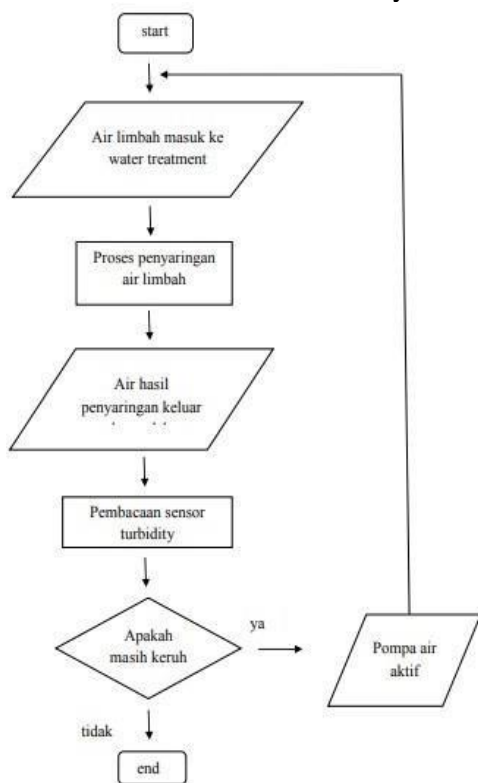 start
Air limbah masuk ke
water treatment
Proses penyaringan
air limbah
Air hasil
penyaringan keluar
Pembacaan sensor
turbidity
Apakah
masih keruh
ya
Pompa air
aktif
tidak
end